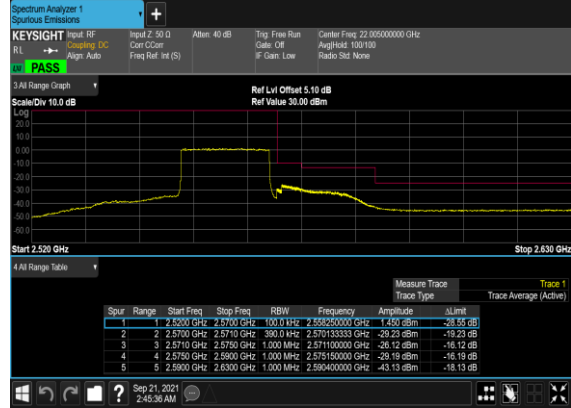 Spectrum Analyzer 1
Spurious Emissions
KEYSIGHT
RL
Input: RF
Coupling: DC
Align: Auto
Input Z: 50 Ω
Corr CCorr
Freq Ref: Int (S)
Atten: 40 dB
Trig: Free Run
Gate: Off
IF Gain: Low
Center Freq: 22.005000000 GHz
Avg|Hold: 100/100
Radio Std: None
PASS
3 All Range Graph
Ref Lvl Offset 5.10 dB
Scale/Div 10.0 dB
Ref Value 30.00 dBm
Log
20.0
10.0
0.00
-10.0
-20.0
-30.0
-40.0
-50.0
-60.0
Start 2.520 GHz
Stop 2.630 GHz
4 All Range Table
Measure Trace Trace 1
Trace Type Trace Average (Active)
Spur Range Start Freq Stop Freq RBW Frequency Amplitude ΔLimit
1 1 2.5200 GHz 2.5700 GHz 100.0 kHz 2.558250000 GHz 1.450 dBm -28.55 dB
2 2 2.5700 GHz 2.5710 GHz 390.0 kHz 2.570133333 GHz -29.23 dBm -19.23 dB
3 3 2.5710 GHz 2.5750 GHz 1.000 MHz 2.571100000 GHz -26.12 dBm -16.12 dB
4 4 2.5750 GHz 2.5900 GHz 1.000 MHz 2.575150000 GHz -29.19 dBm -16.19 dB
5 5 2.5900 GHz 2.6300 GHz 1.000 MHz 2.590400000 GHz -43.13 dBm -18.13 dB
Sep 21, 2021
2:45:36 AM